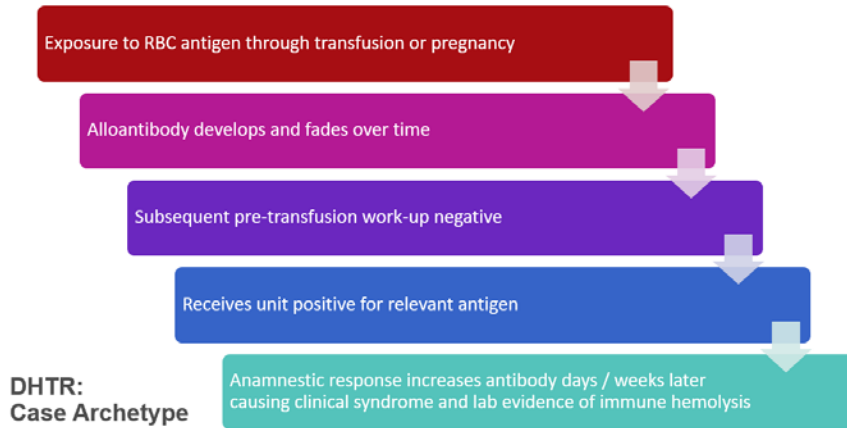 Exposure to RBC antigen through transfusion or pregnancy
Alloantibody develops and fades over time
Subsequent pre-transfusion work-up negative
Receives unit positive for relevant antigen
Anamnestic response increases antibody days / weeks later
causing clinical syndrome and lab evidence of immune hemolysis
DHTR:
Case Archetype